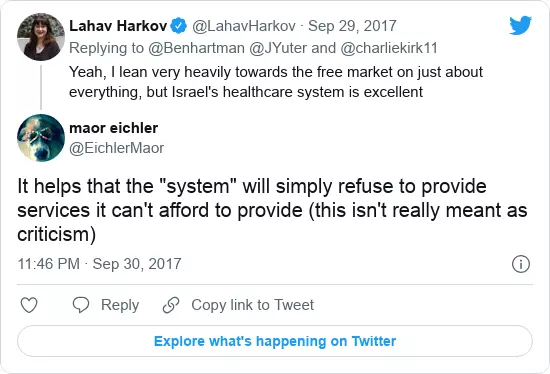 Lahav Harkov @LahavHarkov · Sep 29, 2017
Replying to @Benhartman @JYuter and @charliekirk11
Yeah, I lean very heavily towards the free market on just about
everything, but Israel's healthcare system is excellent
maor eichler
@EichlerMaor
It helps that the "system" will simply refuse to provide
services it can't afford to provide (this isn't really meant as
criticism)
11:46 PM · Sep 30, 2017
Reply Copy link to Tweet
Explore what's happening on Twitter